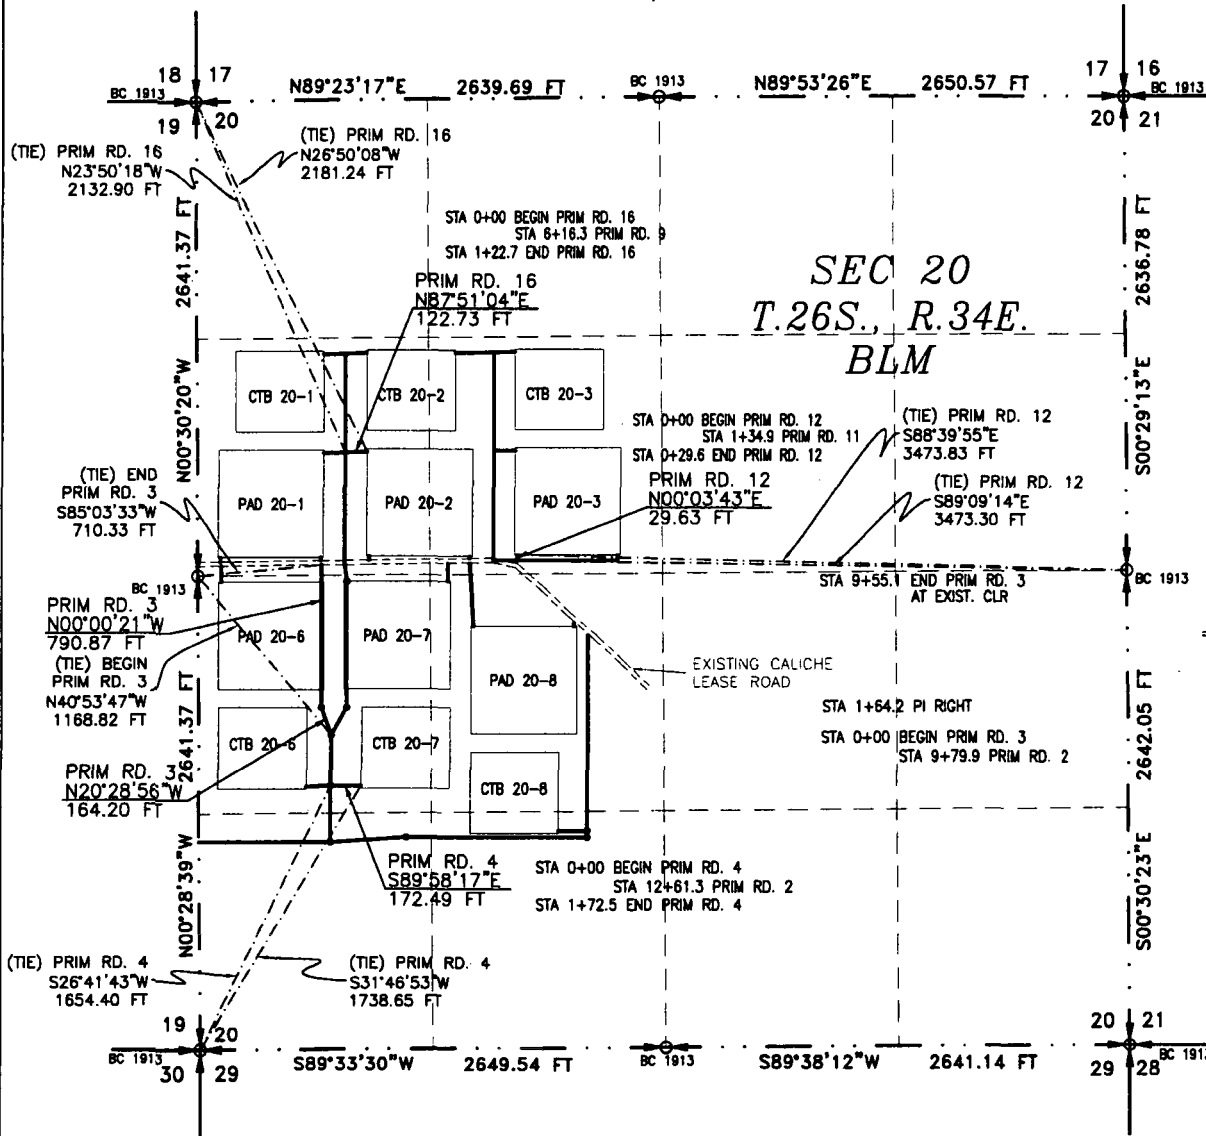 18 17
N89°23'17"E 2639.69 FT
BC 1913
N89°53'26"E 2650.57 FT
17 16
BC 1913
BC 1913
19 20
20 21
(TIE) PRIM RD. 16
N26°50'08"W
2181.24 FT
(TIE) PRIM RD. 16
N23°50'18"W
2132.90 FT
2641.37 FT
N00°30'20"W
STA 0+00 BEGIN PRIM RD. 16
STA 6+16.3 PRIM RD. 9
STA 1+22.7 END PRIM RD. 16
PRIM RD. 16
N87°51'04"E
122.73 FT
SEC 20
T.26S., R.34E.
BLM
2636.78 FT
S00°29'13"E
CTB 20-1
CTB 20-2
CTB 20-3
STA 0+00 BEGIN PRIM RD. 12
STA 1+34.9 PRIM RD. 11
STA 0+29.6 END PRIM RD. 12
(TIE) PRIM RD. 12
S88°39'55"E
3473.83 FT
PRIM RD. 12
N00°03'43"E
29.63 FT
(TIE) PRIM RD. 12
S89°09'14"E
3473.30 FT
(TIE) END
PRIM RD. 3
S85°03'33"W
710.33 FT
PAD 20-1
PAD 20-2
PAD 20-3
BC 1913
STA 9+55.1 END PRIM RD. 3
AT EXIST. CLR
BC 1913
PRIM RD. 3
N00°00'21"W
790.87 FT
(TIE) BEGIN
PRIM RD. 3
N40°53'47"W
1168.82 FT
PAD 20-6
PAD 20-7
PAD 20-8
EXISTING CALICHE
LEASE ROAD
2641.37 FT
N00°28'39"W
STA 1+64.2 PI RIGHT
STA 0+00 BEGIN PRIM RD. 3
STA 9+79.9 PRIM RD. 2
2642.05 FT
S00°30'23"E
CTB 20-6
CTB 20-7
CTB 20-8
PRIM RD. 3
N20°28'56"W
164.20 FT
PRIM RD. 4
S89°58'17"E
172.49 FT
STA 0+00 BEGIN PRIM RD. 4
STA 12+61.3 PRIM RD. 2
STA 1+72.5 END PRIM RD. 4
(TIE) PRIM RD. 4
S26°41'43"W
1654.40 FT
(TIE) PRIM RD. 4
S31°46'53"W
1738.65 FT
19 20
20 21
BC 1913
S89°33'30"W 2649.54 FT
BC 1913
S89°38'12"W 2641.14 FT
BC 1913
30 29
29 28